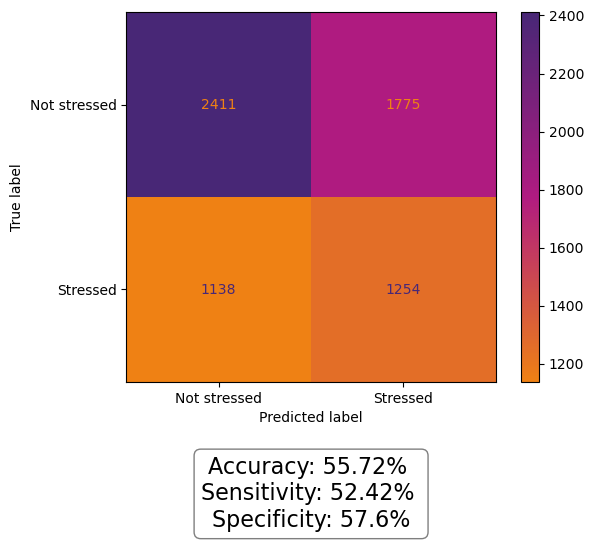 2400
2411
1775
Not stressed
2200
2000
True label
1800
1600
1138
1254
Stressed
1400
1200
Not stressed
Stressed
Predicted label
Accuracy: 55.72%
Sensitivity: 52.42%
Specificity: 57.6%